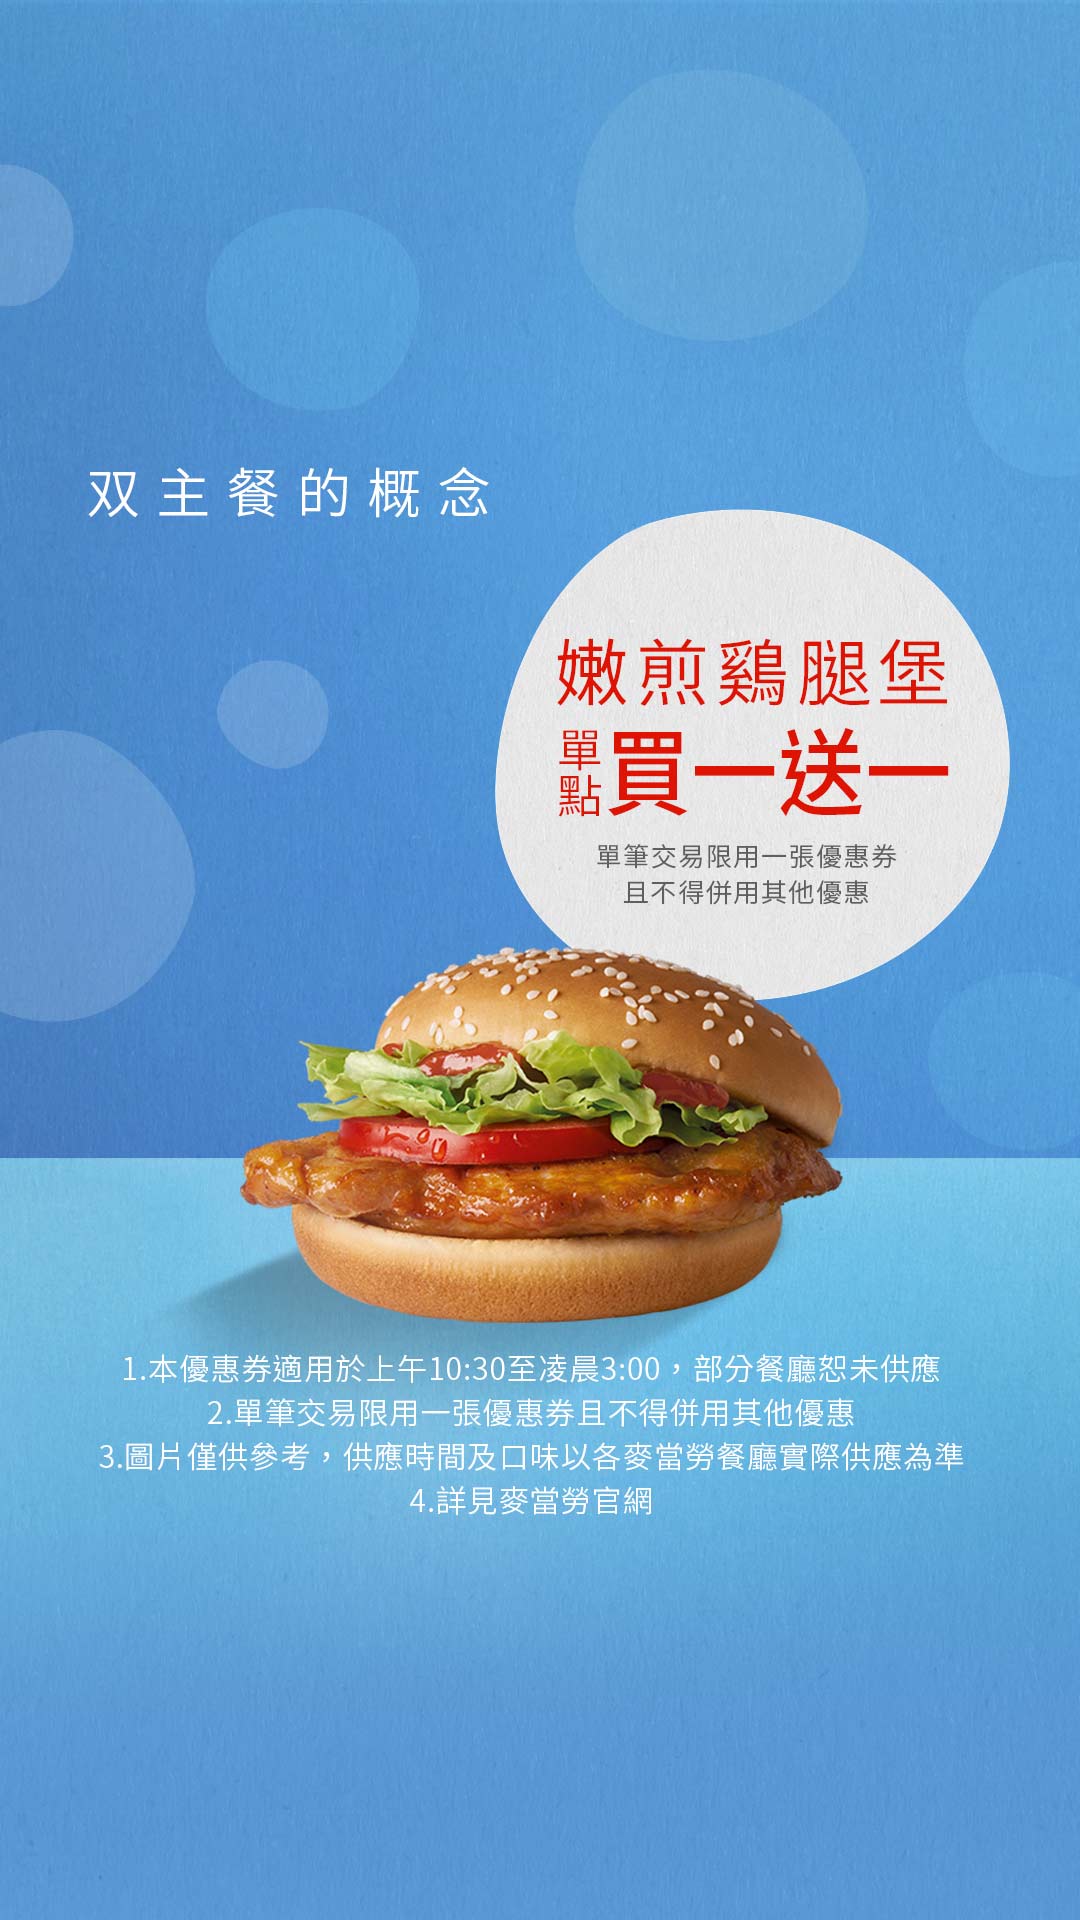 双主餐的概念
嫩煎鷄腿堡
單點買一送一
單筆交易限用一張優惠券
且不得併用其他優惠
1.本優惠券適用於上午10:30至凌晨3:00，部分餐廳恕未供應
2.單筆交易限用一張優惠券且不得併用其他優惠
3.圖片僅供參考，供應時間及口味以各麥當勞餐廳實際供應為準
4.詳見麥當勞官網